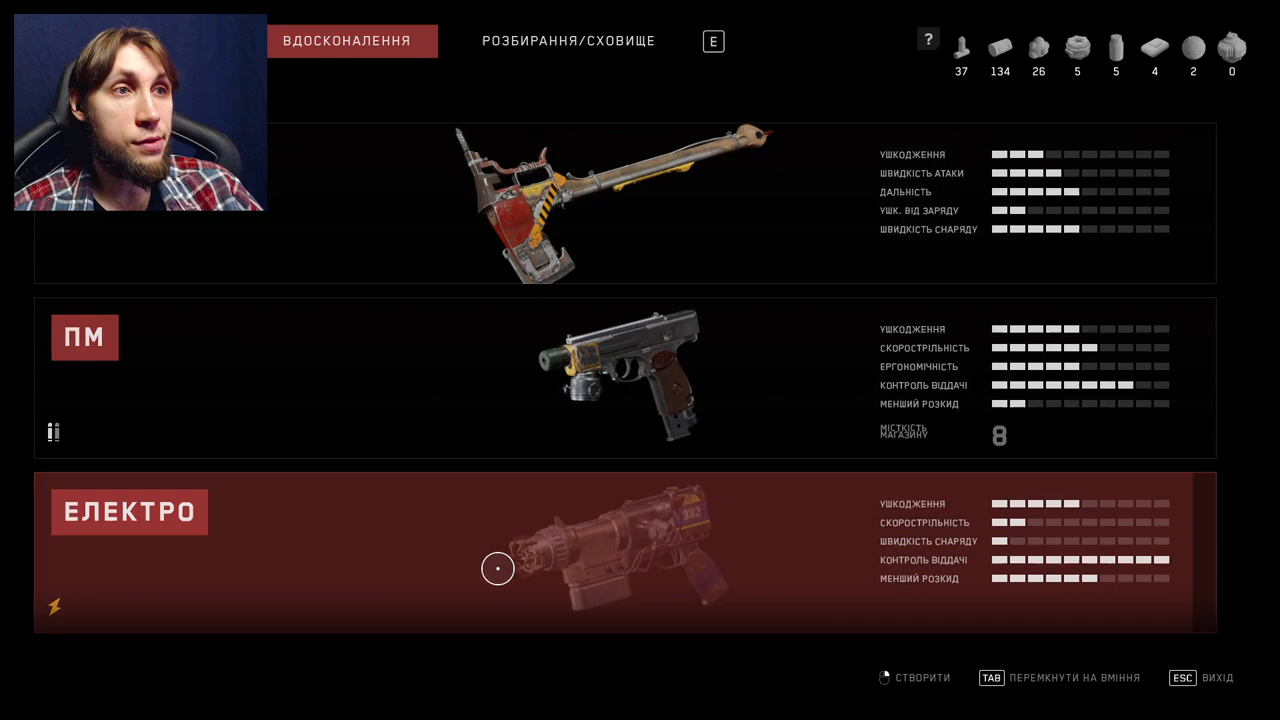 ВДОСКОНАЛЕННЯ
РОЗБИРАННЯ/СХОВИЩЕ
E
?
37 134 26 5 5 4 2 0
УШКОДЖЕННЯ
ШВИДКІСТЬ АТАКИ
ДАЛЬНІСТЬ
УШК. ВІД ЗАРЯДУ
ШВИДКІСТЬ СНАРЯДУ
ПМ
УШКОДЖЕННЯ
СКОРОСТРІЛЬНІСТЬ
ЕРГОНОМІЧНІСТЬ
КОНТРОЛЬ ВІДДАЧІ
МЕНШИЙ РОЗКИД
МІСТКІСТЬ
МАГАЗИНУ
8
ЕЛЕКТРО
332
УШКОДЖЕННЯ
СКОРОСТРІЛЬНІСТЬ
ШВИДКІСТЬ СНАРЯДУ
КОНТРОЛЬ ВІДДАЧІ
МЕНШИЙ РОЗКИД
СТВОРИТИ
TAB ПЕРЕМКНУТИ НА ВМІННЯ
ESC ВИХІД